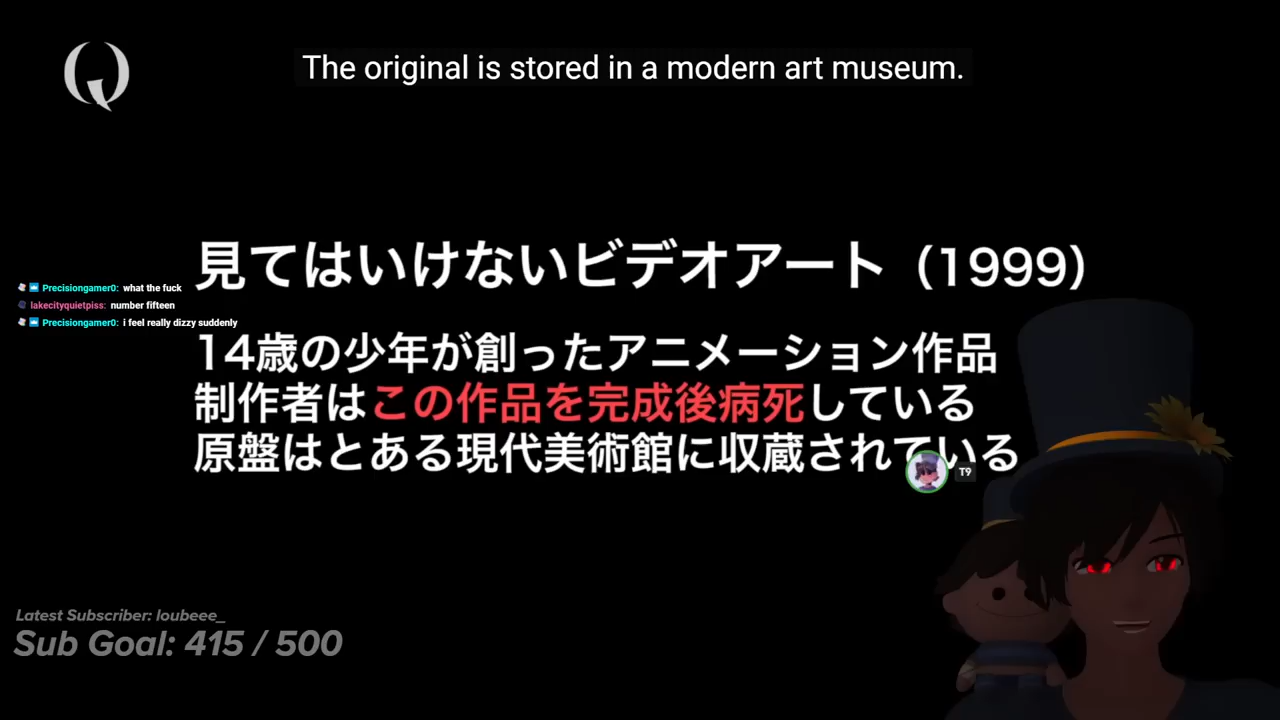 Q
The original is stored in a modern art museum.
見てはいけないビデオアート（1999）
Precisiongamer0: what the fuck
lakecityquietpiss: number fifteen
Precisiongamer0: i feel really dizzy suddenly
14歳の少年が創ったアニメーション作品
制作者はこの作品を完成後病死している
原盤はとある現代美術館に収蔵されている
T9
Latest Subscriber: loubeee_
Sub Goal: 415 / 500